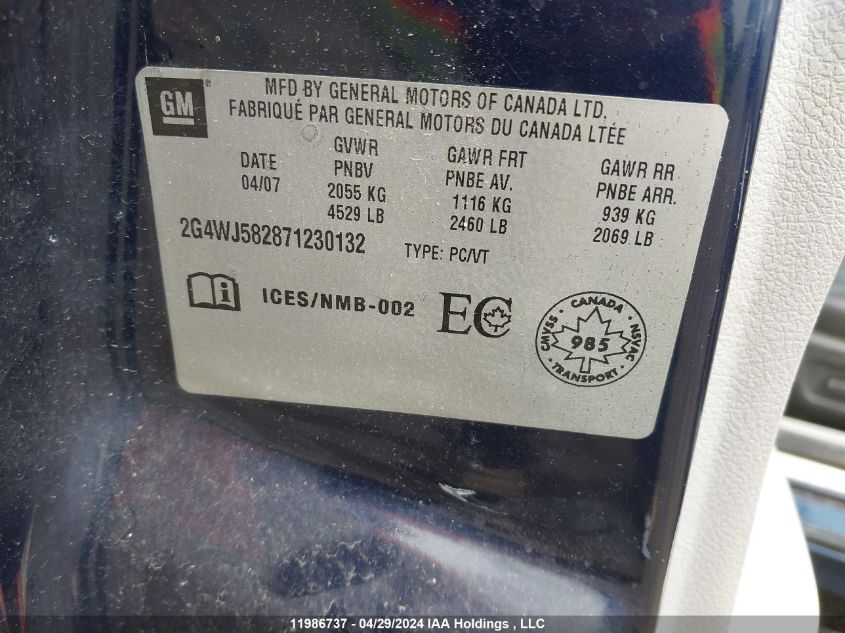 GM
MFD BY GENERAL MOTORS OF CANADA LTD.
FABRIQUÉ PAR GENERAL MOTORS DU CANADA LTÉE
DATE
04/07
GVWR
PNBV
2055 KG
4529 LB
GAWR FRT
PNBE AV.
1116 KG
2460 LB
GAWR RR
PNBE ARR.
939 KG
2069 LB
2G4WJ582871230132
TYPE: PC/VT
ICES/NMB-002
EC
CANADA
CMVSS
NSVAC
985
TRANSPORT
11986737 - 04/29/2024 IAA Holdings , LLC